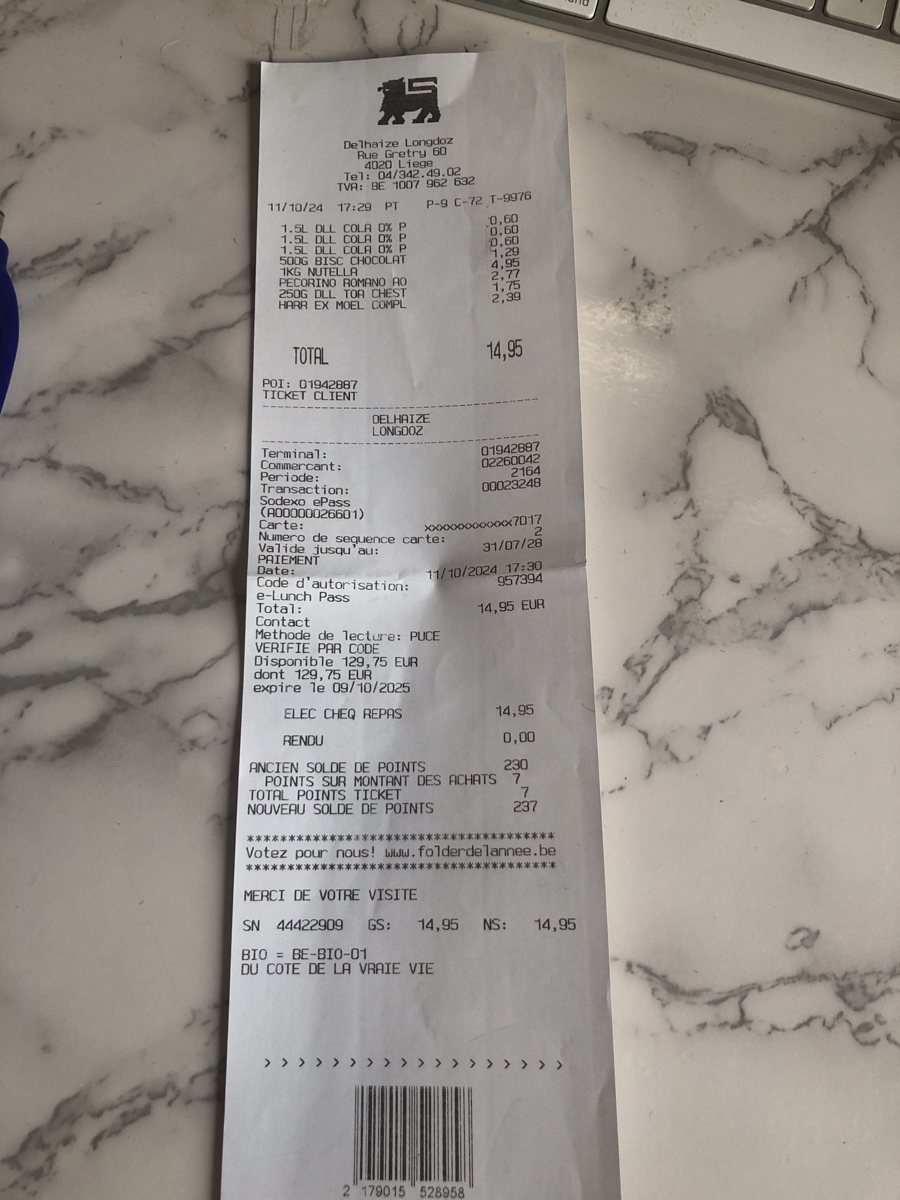 Delhaize Longdoz
Rue Gretry 60
4020 Liege
Tel: 04/342.49.02
TVA: BE 1007 962 632
11/10/24 17:29 PT P-9 C-72 T-9976
1.5L DLL COLA 0% P 0,60
1.5L DLL COLA 0% P 0,60
1.5L DLL COLA 0% P 0,60
500G BISC CHOCOLAT 1,29
1KG NUTELLA 4,95
PECORINO ROMANO AO 2,77
250G DLL TOA CHEST 1,75
HARR EX MOEL COMPL 2,39
TOTAL 14,95
POI: 01942887
TICKET CLIENT
DELHAIZE
LONGDOZ
Terminal: 01942887
Commercant: 02260042
Periode: 2164
Transaction: 00023248
Sodexo ePass
(A00000026601)
Carte: xxxxxxxxxxxx7017
Numero de sequence carte: 2
Valide jusqu'au: 31/07/28
PAIEMENT
Date: 11/10/2024 17:30
Code d'autorisation: 957394
e-Lunch Pass
Total: 14,95 EUR
Contact
Methode de lecture: PUCE
VERIFIE PAR CODE
Disponible 129,75 EUR
dont 129,75 EUR
expire le 09/10/2025
ELEC CHEQ REPAS 14,95
RENDU 0,00
ANCIEN SOLDE DE POINTS 230
POINTS SUR MONTANT DES ACHATS 7
TOTAL POINTS TICKET 7
NOUVEAU SOLDE DE POINTS 237
***************************************
Votez pour nous! www.folderdelannee.be
***************************************
MERCI DE VOTRE VISITE
SN 44422909 GS: 14,95 NS: 14,95
BIO = BE-BIO-01
DU COTE DE LA VRAIE VIE
> > > > > > > > > > > > > > > > > >
2 179015 528958